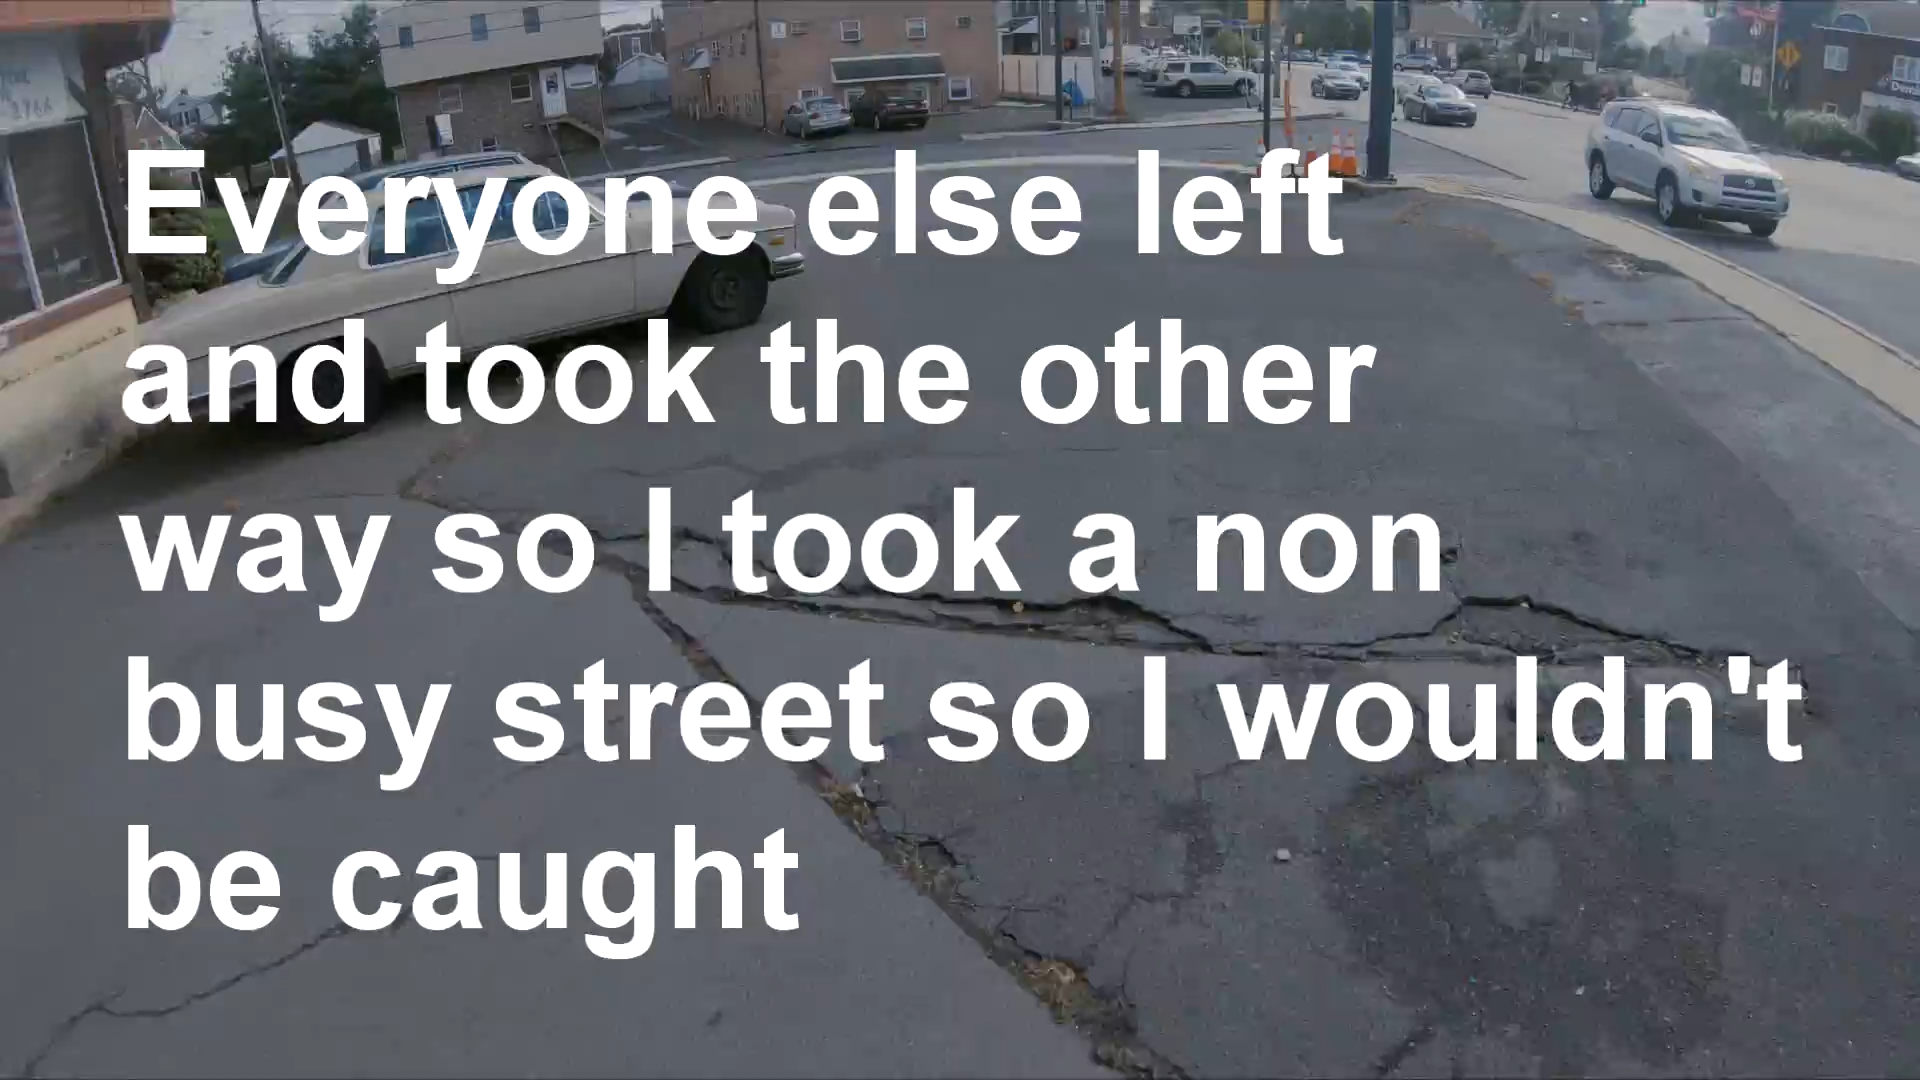 Everyone else left
and took the other
way so I took a non
busy street so I wouldn't
be caught